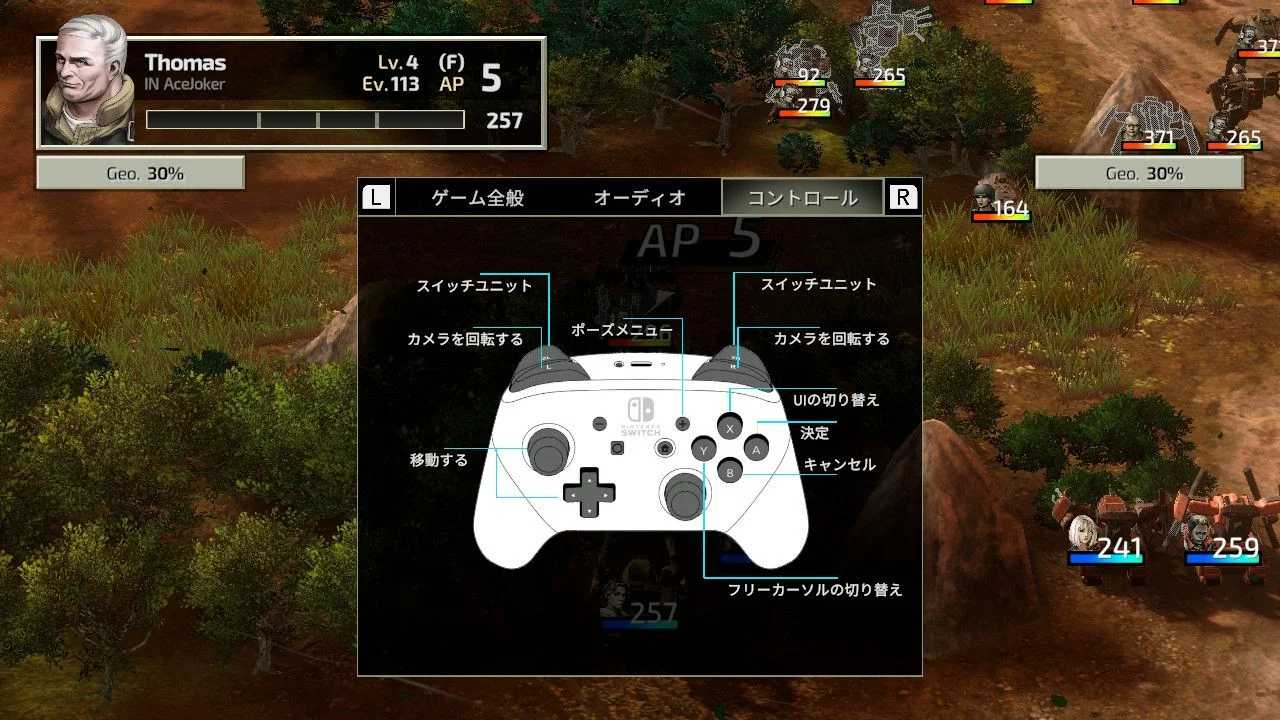 Thomas
IN AceJoker
Lv.4 (F)
Ev.113 AP 5
257
Geo. 30%
92
265
279
371
371
265
Geo. 30%
164
L
ゲーム全般
オーディオ
コントロール
R
AP 5
スイッチユニット
スイッチユニット
カメラを回転する
ポーズメニュー
カメラを回転する
296
UIの切り替え
決定
キャンセル
移動する
NINTENDO
SWITCH
X
Y
A
B
フリーカーソルの切り替え
241
259
257